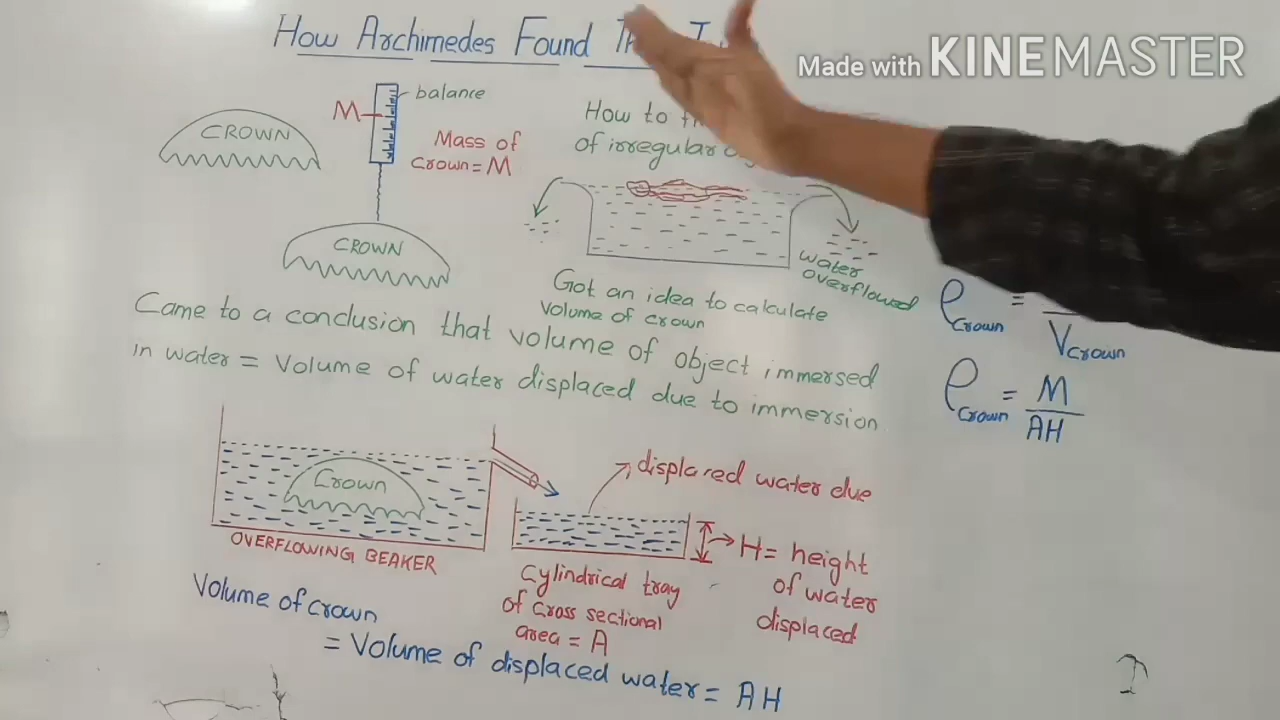 How Archimedes Found
Made with KINEMASTER
balance
M
CROWN
Mass of
Crown = M
How to
of irregular
CROWN
water
overflowed
Got an idea to calculate
Volume of crown
Came to a conclusion that volume of object immersed
in water = Volume of water displaced due to immersion
ρcrown =
Vcrown
ρcrown = M
AH
Crown
displaced water due
OVERFLOWING BEAKER
H = height
of water
displaced
Cylindrical tray
of cross sectional
area = A
Volume of crown
= Volume of displaced water = AH